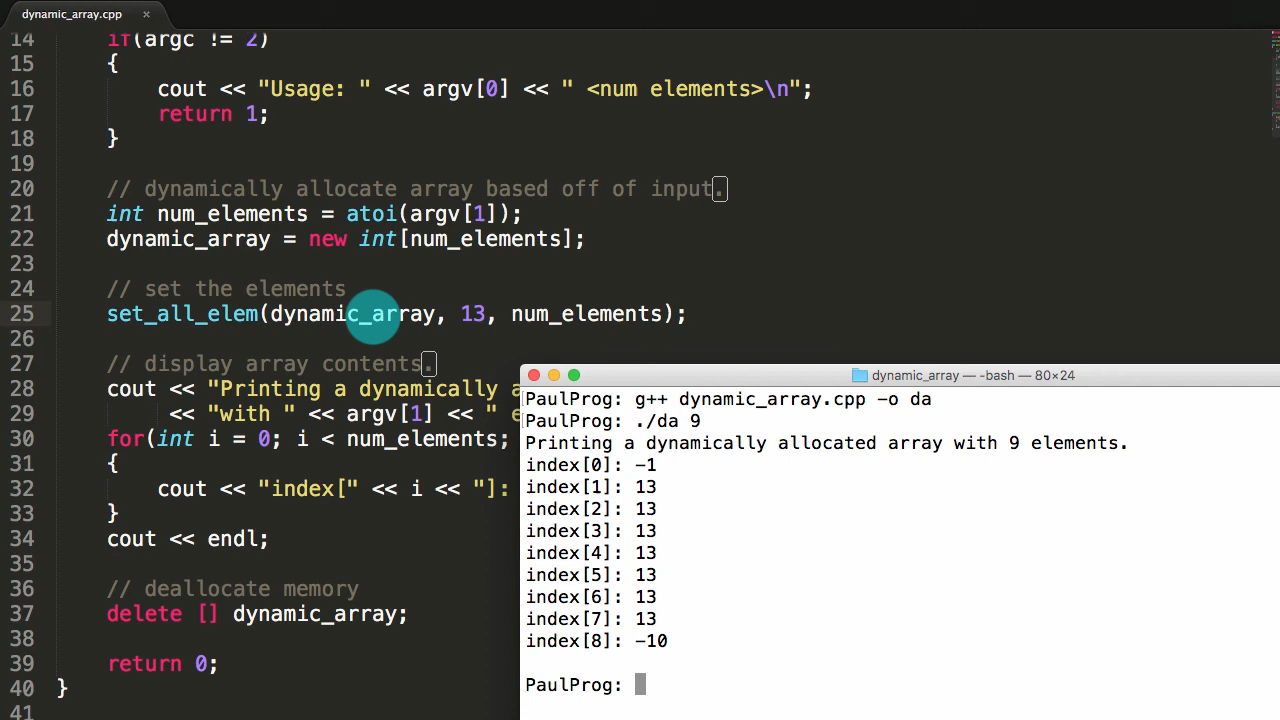 dynamic_array.cpp ×
14 if(argc != 2)
15 {
16 cout << "Usage: " << argv[0] << " <num elements>\n";
17 return 1;
18 }
19
20 // dynamically allocate array based off of input.
21 int num_elements = atoi(argv[1]);
22 dynamic_array = new int[num_elements];
23
24 // set the elements
25 set_all_elem(dynamic_array, 13, num_elements);
26
27 // display array contents.
28 cout << "Printing a dynamically a
29 << "with " << argv[1] << " e
30 for(int i = 0; i < num_elements;
31 {
32 cout << "index[" << i << "]:
33 }
34 cout << endl;
35
36 // deallocate memory
37 delete [] dynamic_array;
38
39 return 0;
40 }
41
dynamic_array — -bash — 80×24
PaulProg: g++ dynamic_array.cpp -o da
PaulProg: ./da 9
Printing a dynamically allocated array with 9 elements.
index[0]: -1
index[1]: 13
index[2]: 13
index[3]: 13
index[4]: 13
index[5]: 13
index[6]: 13
index[7]: 13
index[8]: -10
PaulProg: